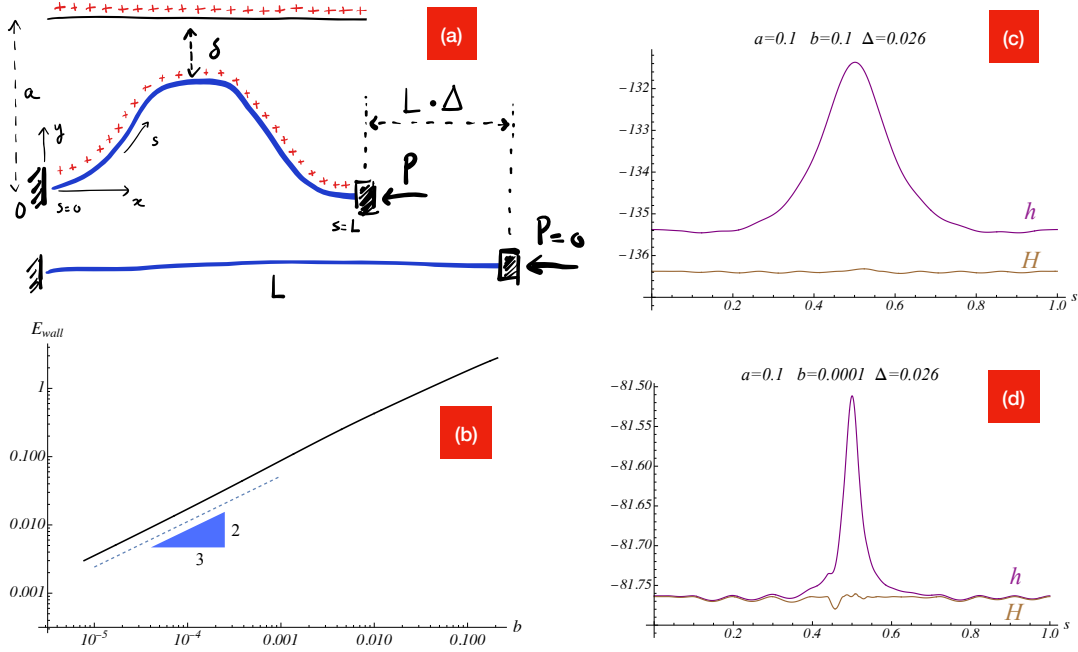 (a)
a
δ
L · Δ
y
s
P
0
s=0
x
s=L
P=0
L
E_wall
1
0.100
0.010
0.001
2
3
(b)
10^-5
10^-4
0.001
0.010
0.100
b
a=0.1 b=0.1 Δ=0.026
(c)
-132
-133
-134
-135
-136
h
H
0.2
0.4
0.6
0.8
1.0
s
a=0.1 b=0.0001 Δ=0.026
(d)
-81.50
-81.55
-81.60
-81.65
-81.70
-81.75
h
H
0.2
0.4
0.6
0.8
1.0
s